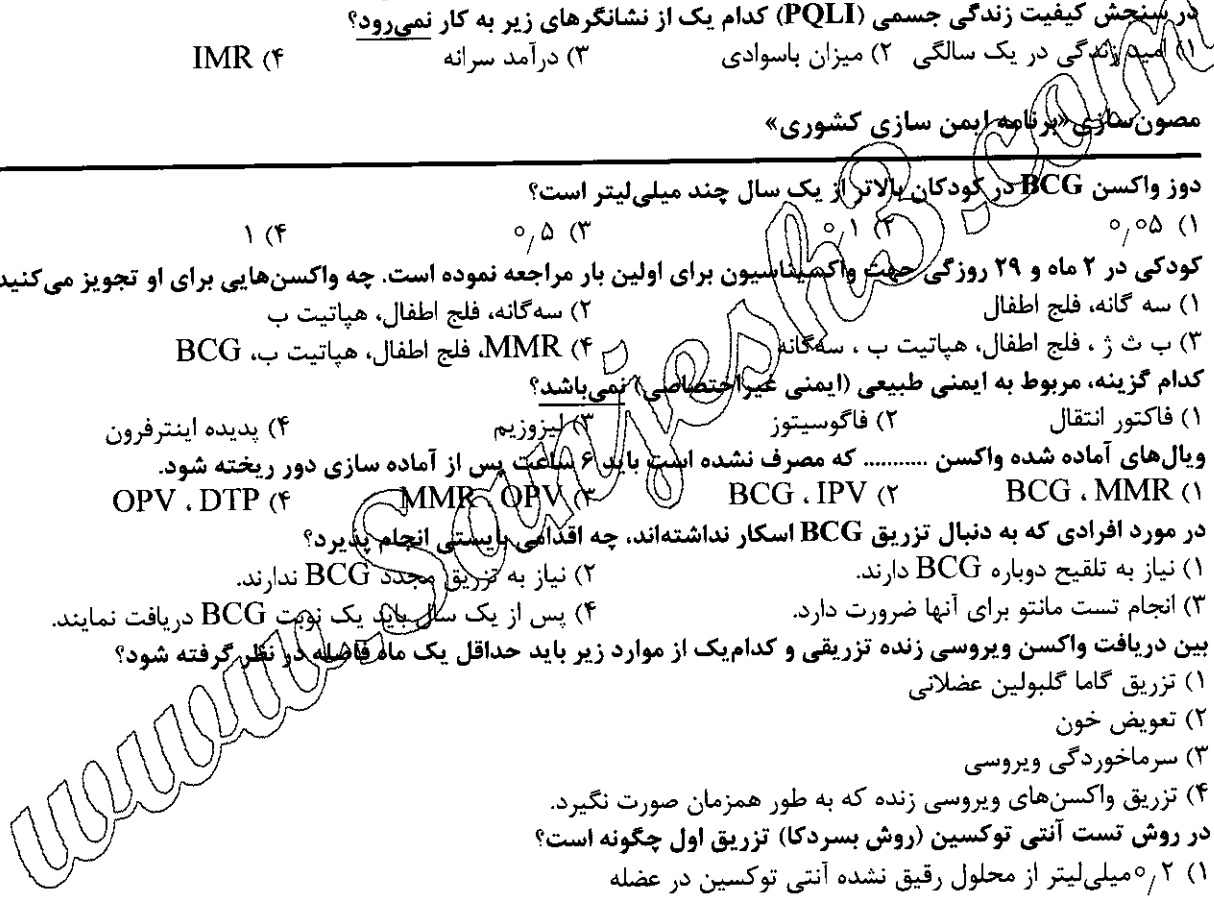 در سنجش کیفیت زندگی جسمی (PQLI) کدام یک از نشانگرهای زیر به کار نمی‌رود؟
۱) امید زندگی در یک سالگی ۲) میزان باسوادی ۳) درآمد سرانه ۴) IMR
مصون‌سازی «برنامه ایمن سازی کشوری»
دوز واکسن BCG در کودکان بالاتر از یک سال چند میلی‌لیتر است؟
۱) ۰٫۰۵ ۲) ۰٫۱ ۳) ۰٫۵ ۴) ۱
کودکی در ۲ ماه و ۲۹ روزگی جهت واکسیناسیون برای اولین بار مراجعه نموده است. چه واکسن‌هایی برای او تجویز می‌کنید
۱) سه گانه، فلج اطفال ۲) سه‌گانه، فلج اطفال، هپاتیت ب
۳) ب ث ژ ، فلج اطفال، هپاتیت ب ، سه‌گانه ۴) MMR، فلج اطفال، هپاتیت ب، BCG
کدام گزینه، مربوط به ایمنی طبیعی (ایمنی غیراختصاصی) نمی‌باشد؟
۱) فاکتور انتقال ۲) فاگوسیتوز ۳) لیزوزیم ۴) پدیده اینترفرون
ویال‌های آماده شده واکسن ........... که مصرف نشده است باید ۶ ساعت پس از آماده سازی دور ریخته شود.
۱) BCG ، MMR ۲) BCG ، IPV ۳) MMR ، OPV ۴) OPV ، DTP
در مورد افرادی که به دنبال تزریق BCG اسکار نداشته‌اند، چه اقدامی بایستی انجام پذیرد؟
۱) نیاز به تلقیح دوباره BCG دارند. ۲) نیاز به تزریق مجدد BCG ندارند.
۳) انجام تست مانتو برای آنها ضرورت دارد. ۴) پس از یک سال باید یک نوبت BCG دریافت نمایند.
بین دریافت واکسن ویروسی زنده تزریقی و کدام‌یک از موارد زیر باید حداقل یک ماه فاصله در نظر گرفته شود؟
۱) تزریق گاما گلبولین عضلانی
۲) تعویض خون
۳) سرماخوردگی ویروسی
۴) تزریق واکسن‌های ویروسی زنده که به طور همزمان صورت نگیرد.
در روش تست آنتی توکسین (روش بسردکا) تزریق اول چگونه است؟
۱) ۰٫۲ میلی‌لیتر از محلول رقیق نشده آنتی توکسین در عضله
www.Sanjesh3.com